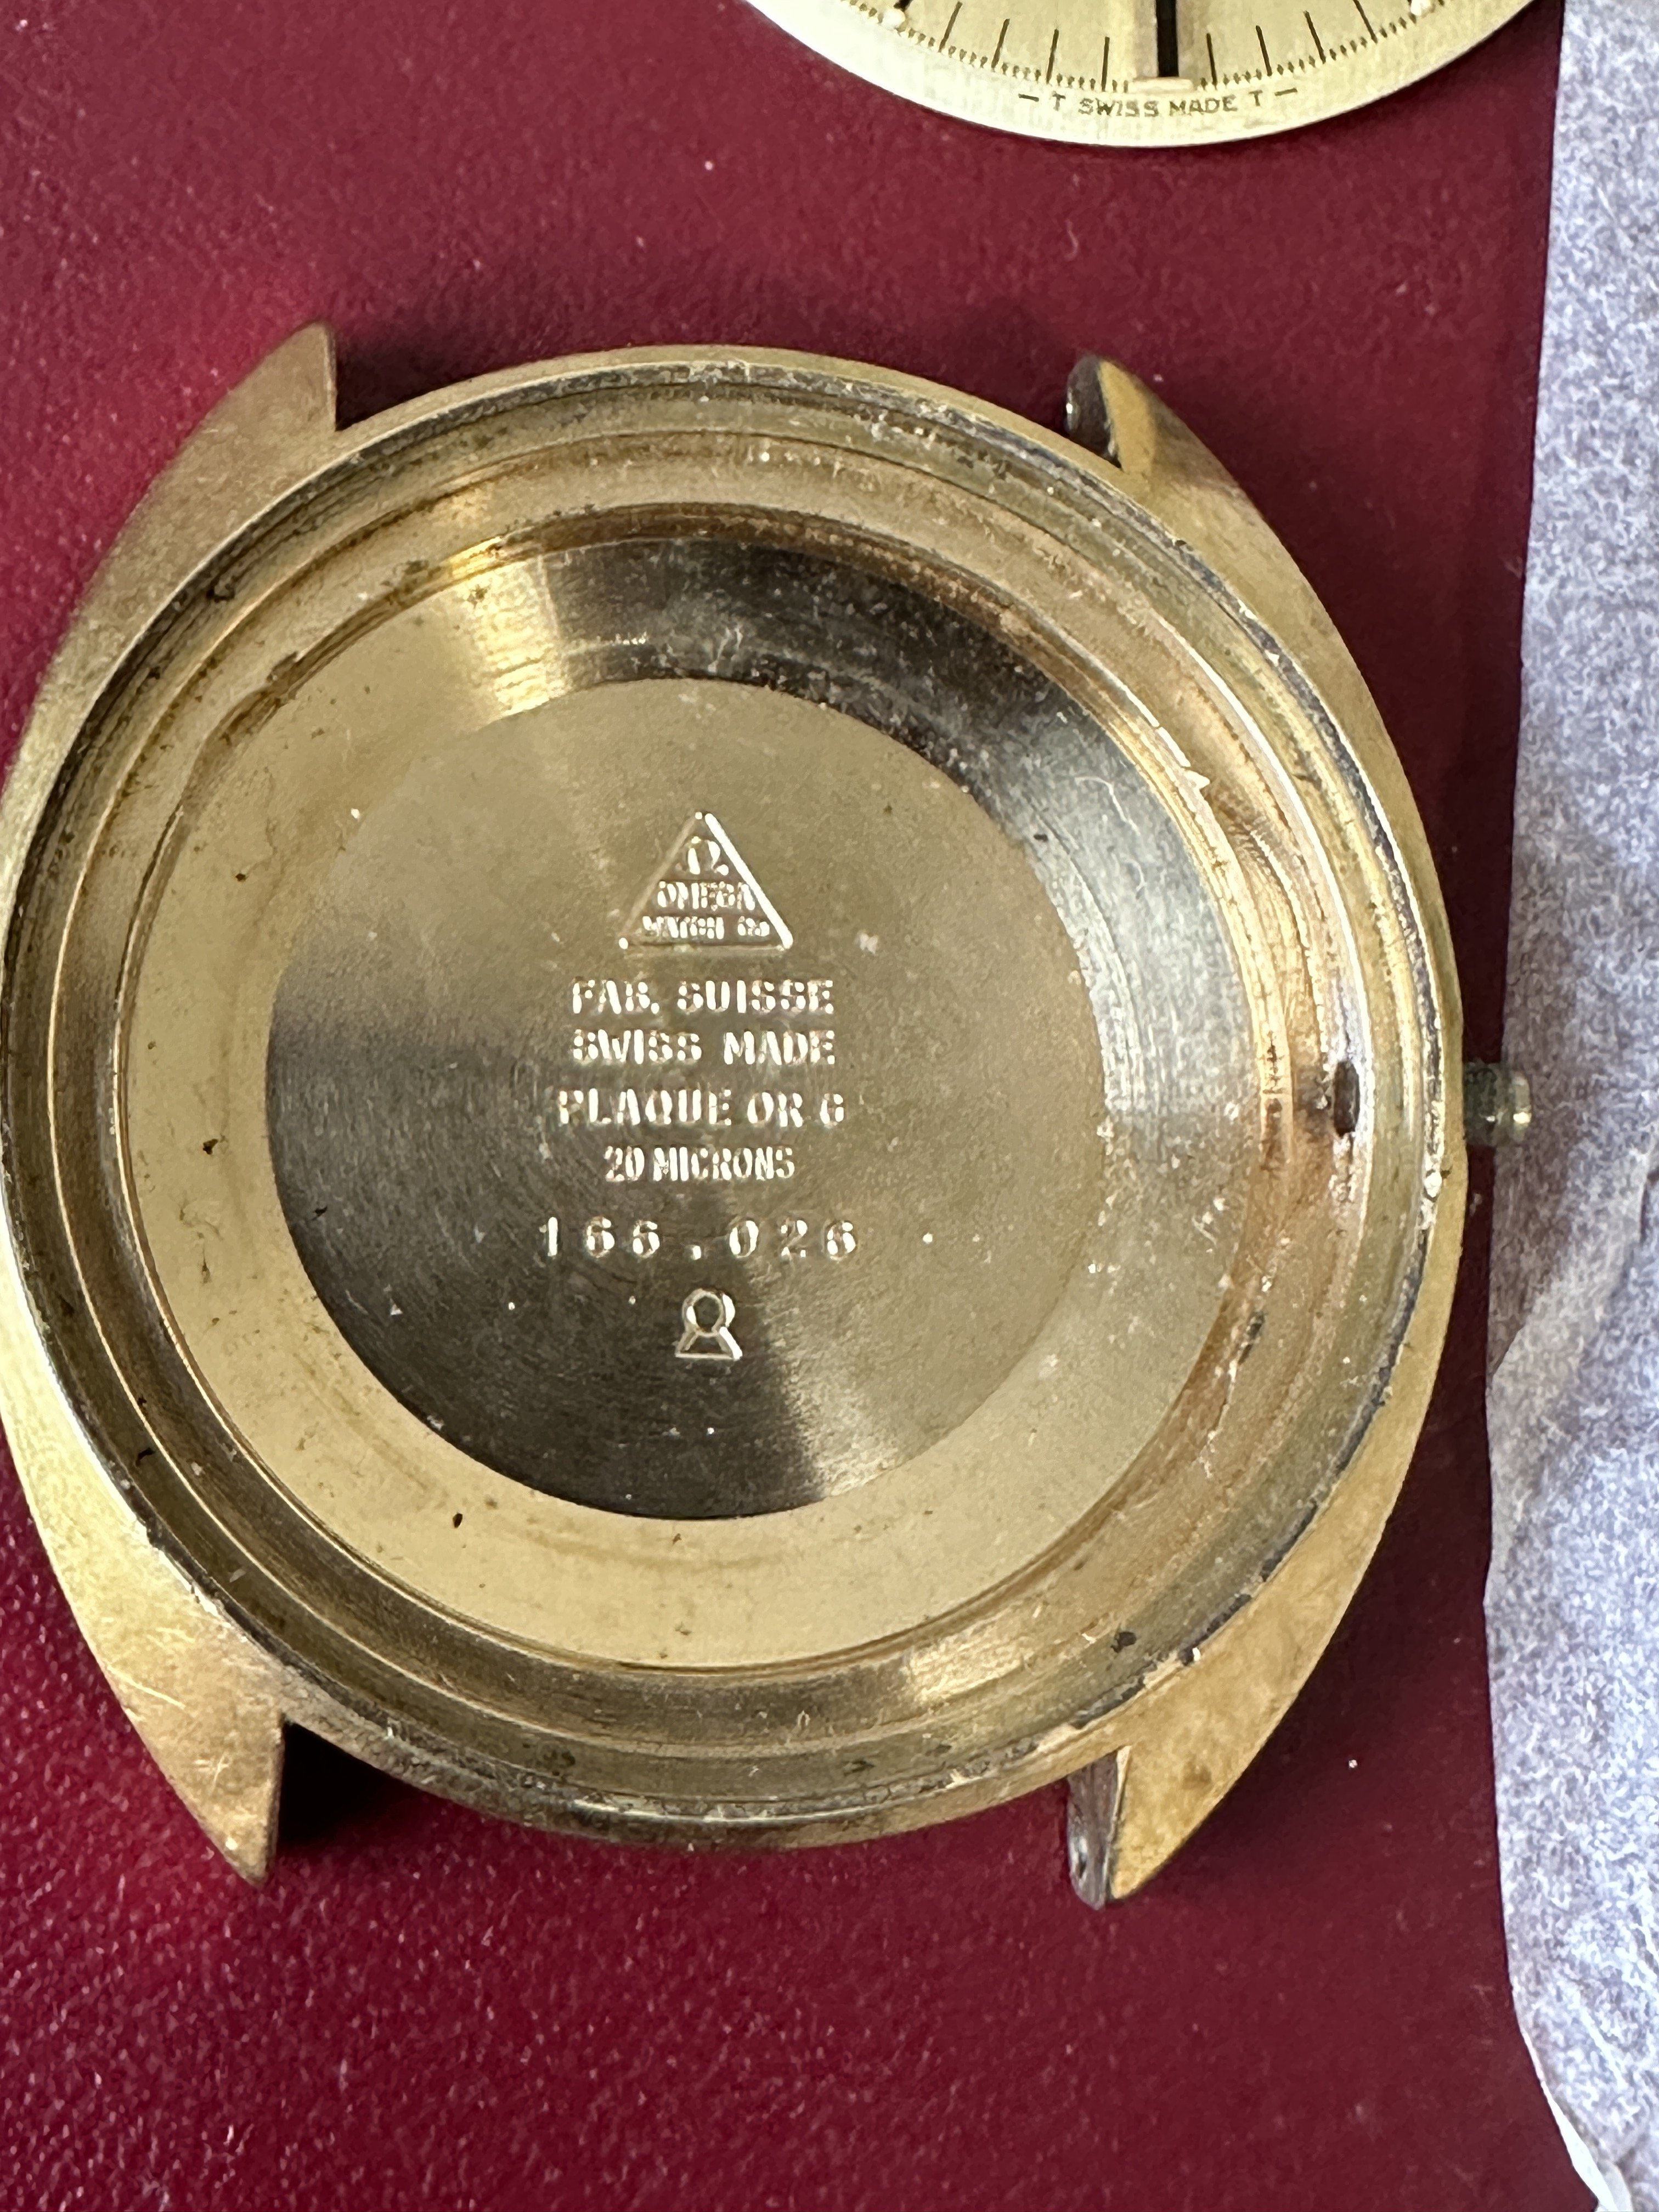 T SWISS MADE T
Ω
OMEGA
WATCH Co
FAB. SUISSE
SWISS MADE
PLAQUE OR G
20 MICRONS
166.026